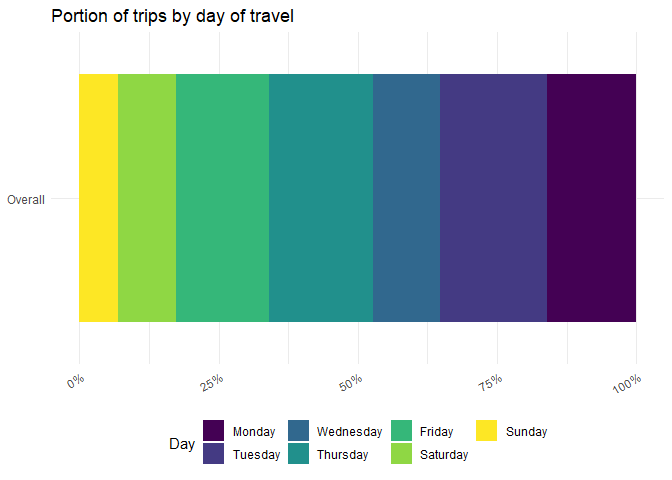 Portion of trips by day of travel
Overall
0% 25% 50% 75% 100%
Day
Monday Wednesday Friday Sunday
Tuesday Thursday Saturday